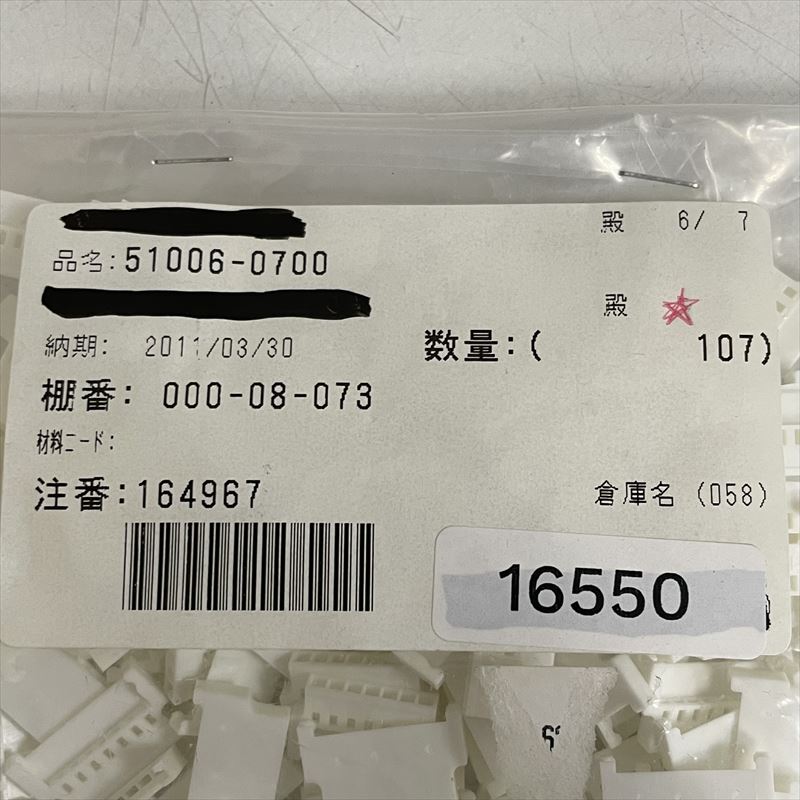 殿 6/ 7
品名:51006-0700
殿
納期: 2011/03/30
数量:( 107)
棚番: 000-08-073
材料コード:
注番:164967
倉庫名 (058)
16550